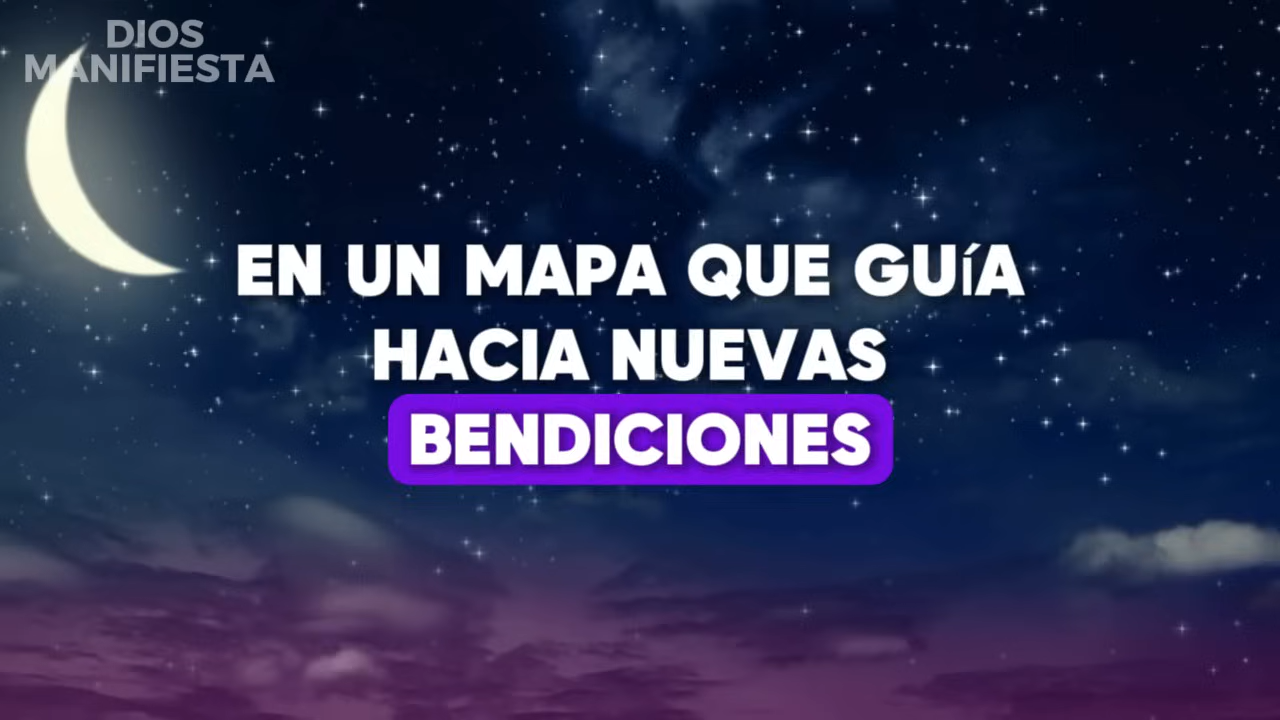 DIOS
MANIFIESTA
EN UN MAPA QUE GUÍA
HACIA NUEVAS
BENDICIONES